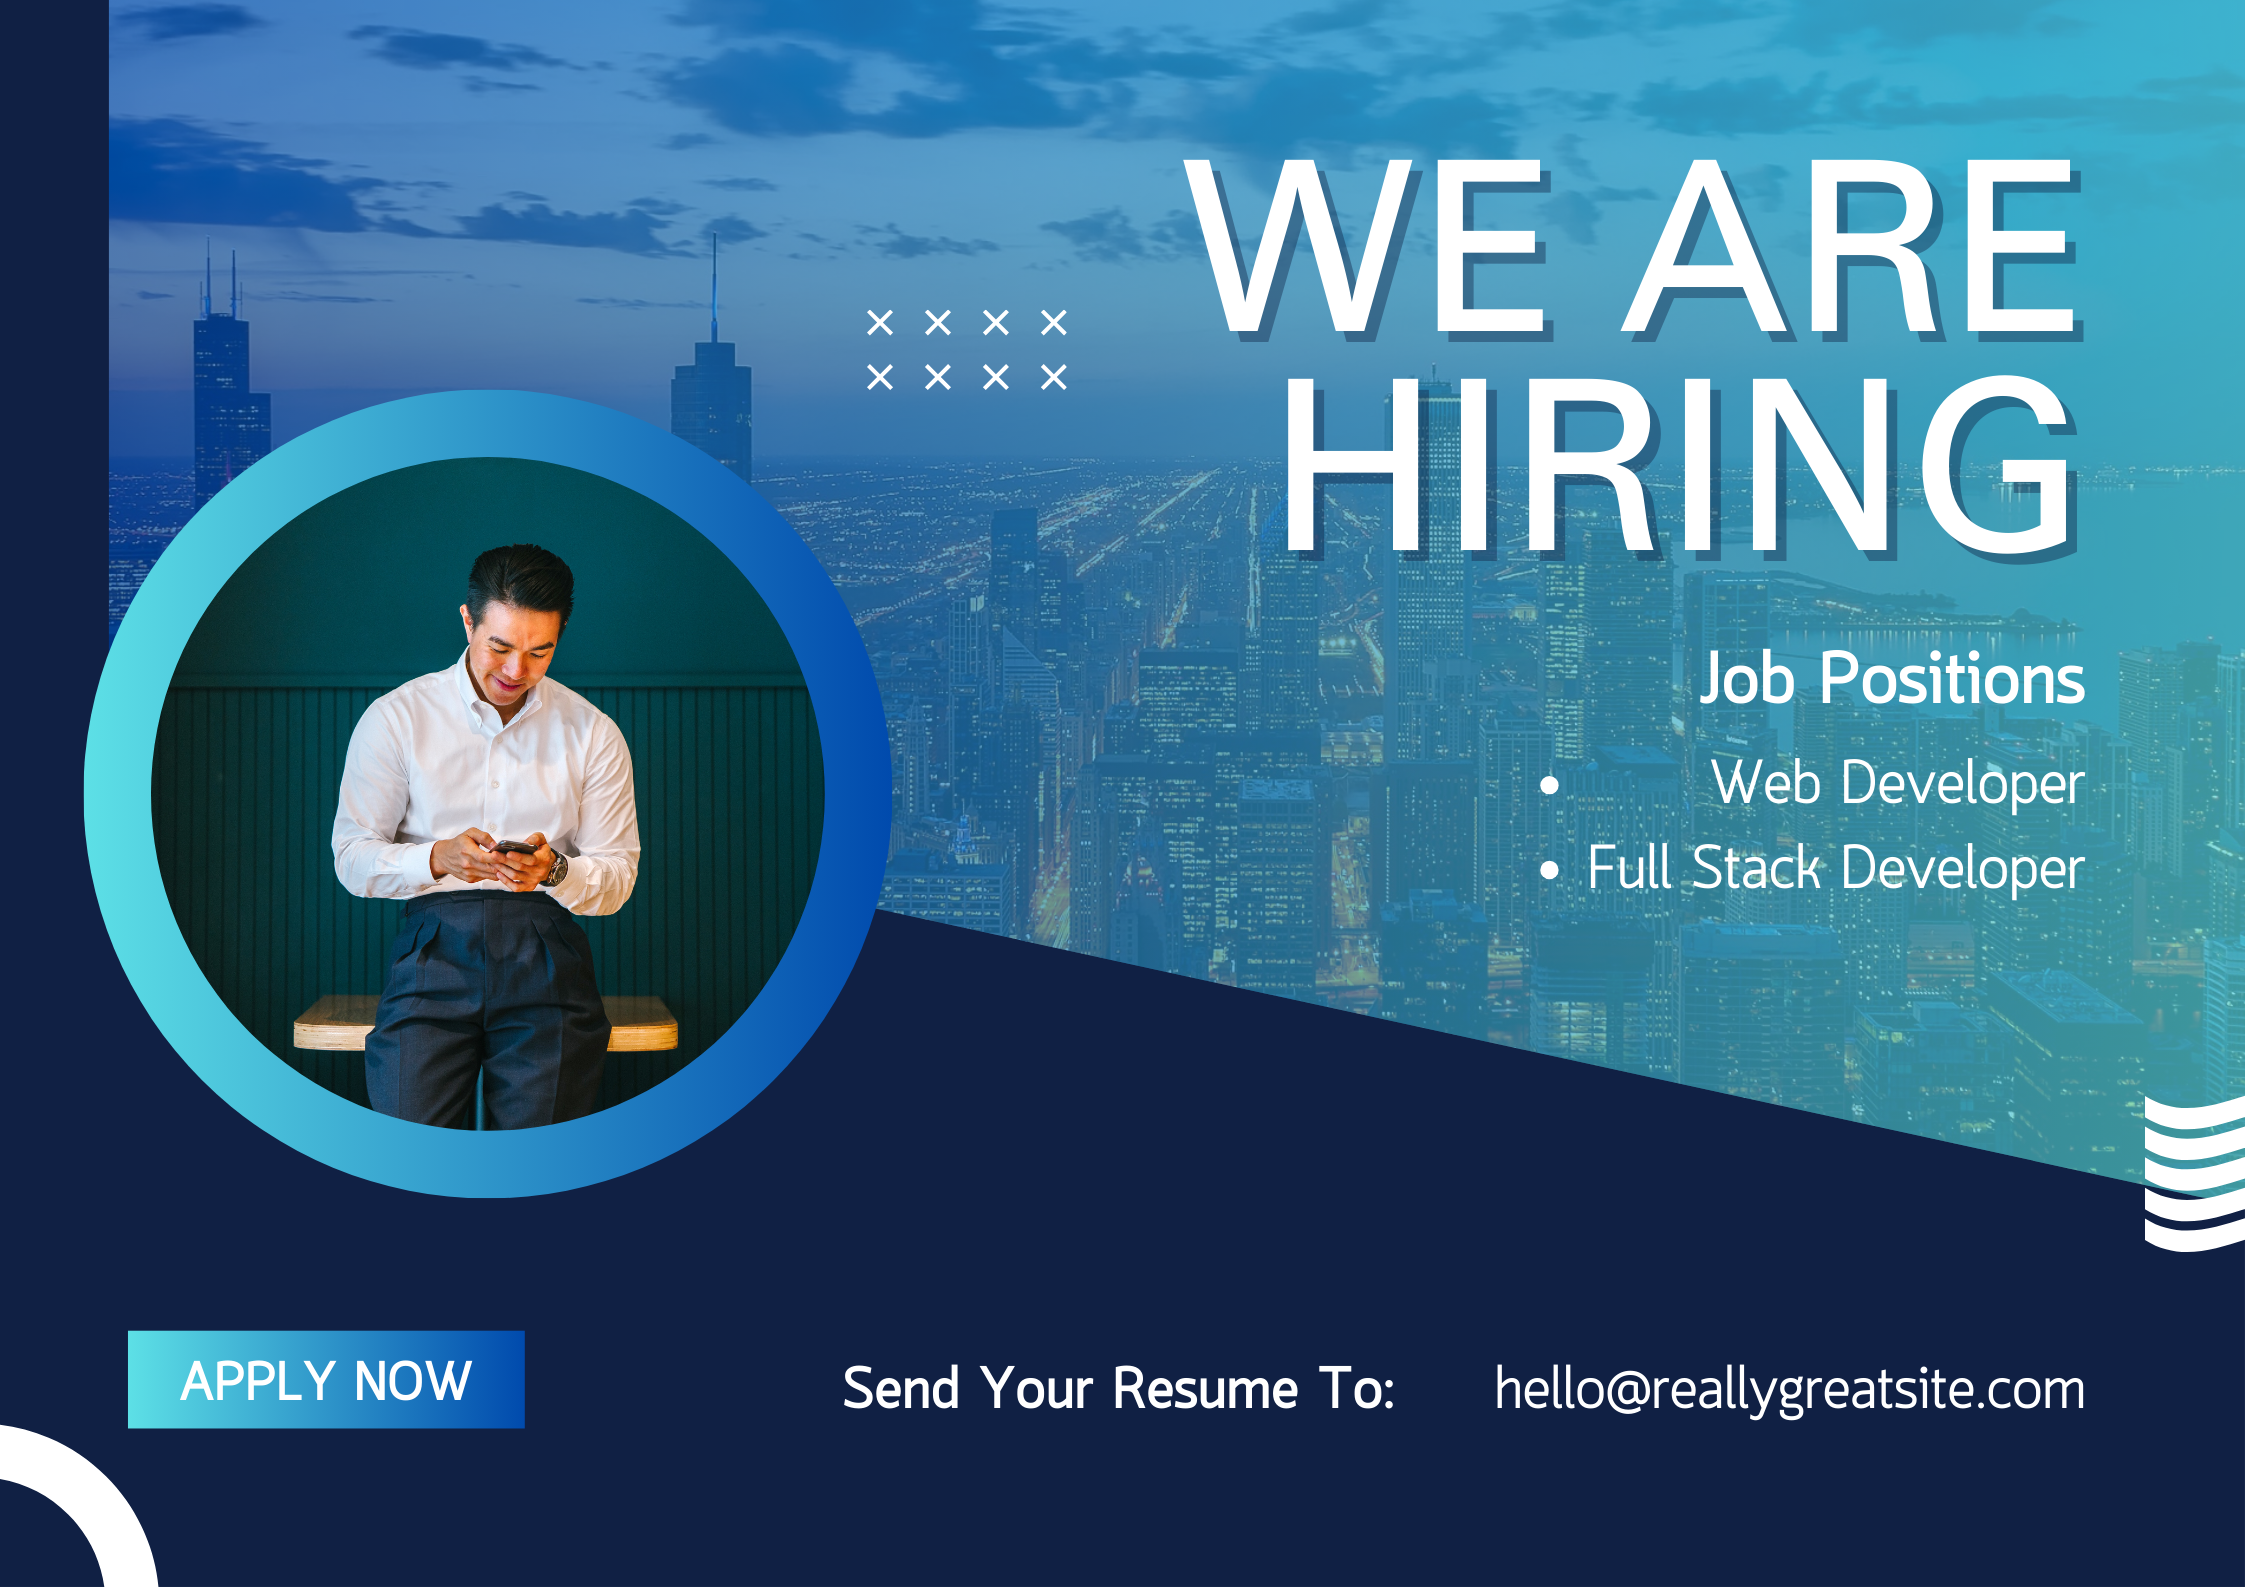 WE ARE
HIRING
Job Positions
• Web Developer
• Full Stack Developer
APPLY NOW
Send Your Resume To:
hello@reallygreatsite.com